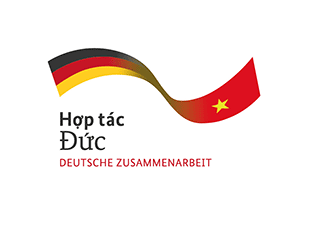 Hợp tác
Đức
DEUTSCHE ZUSAMMENARBEIT